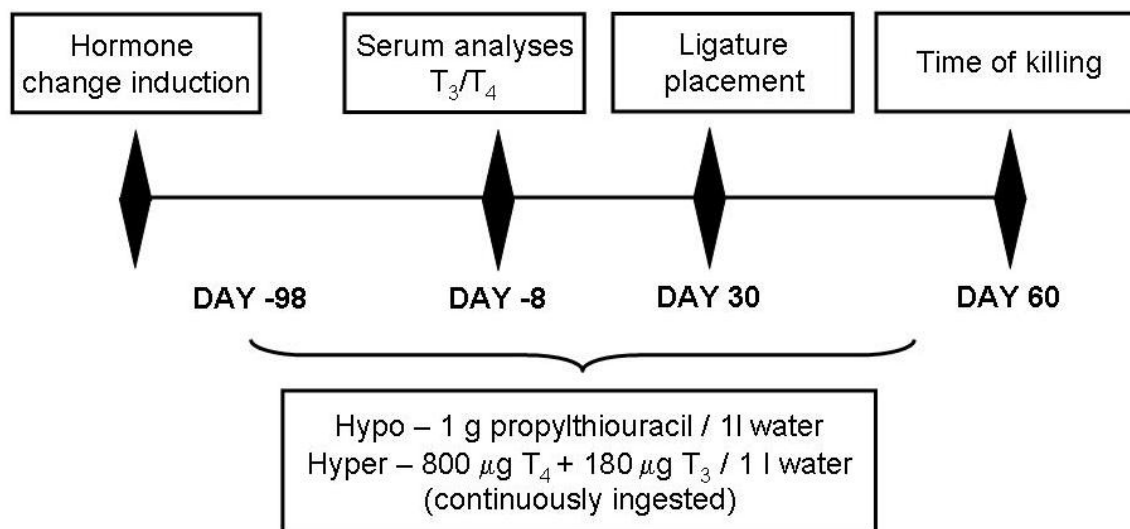 Hormone
change induction
Serum analyses
T₃/T₄
Ligature
placement
Time of killing
DAY -98
DAY -8
DAY 30
DAY 60
Hypo – 1 g propylthiouracil / 1l water
Hyper – 800 μg T₄ + 180 μg T₃ / 1 l water
(continuously ingested)